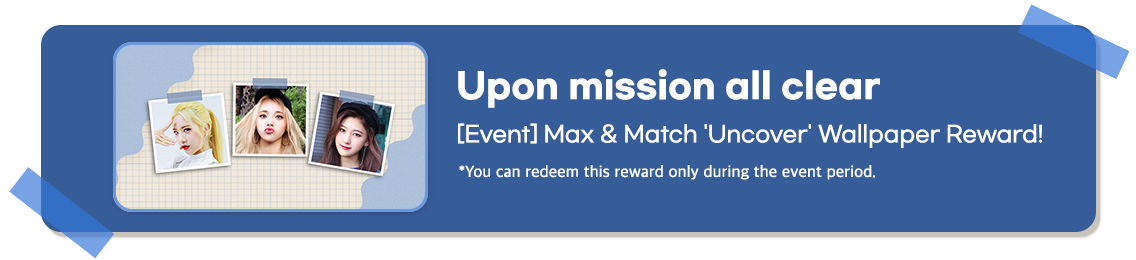 Upon mission all clear
[Event] Max & Match 'Uncover' Wallpaper Reward!
*You can redeem this reward only during the event period.